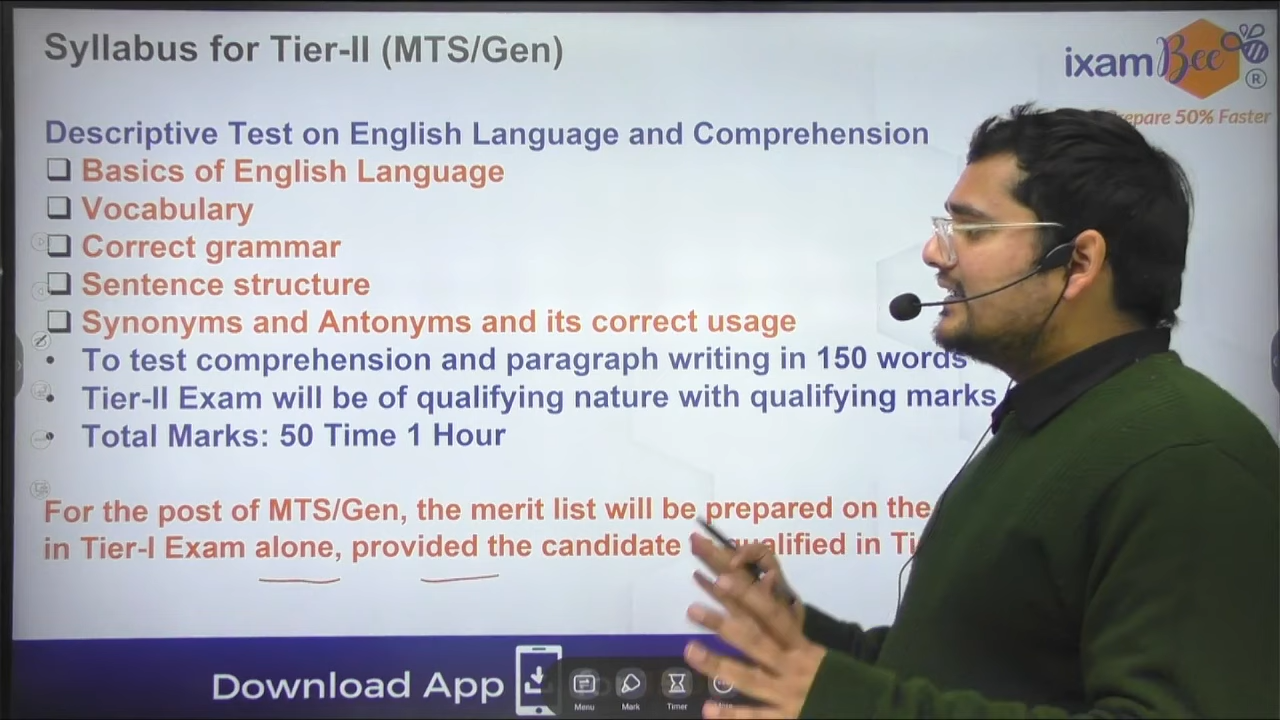 Syllabus for Tier-II (MTS/Gen)
ixamBee
®
Prepare 50% Faster
Descriptive Test on English Language and Comprehension
Basics of English Language
Vocabulary
Correct grammar
Sentence structure
Synonyms and Antonyms and its correct usage
To test comprehension and paragraph writing in 150 words
Tier-II Exam will be of qualifying nature with qualifying marks
Total Marks: 50 Time 1 Hour
For the post of MTS/Gen, the merit list will be prepared on the
in Tier-I Exam alone, provided the candidate qualified in
Download App
Menu Mark Timer More